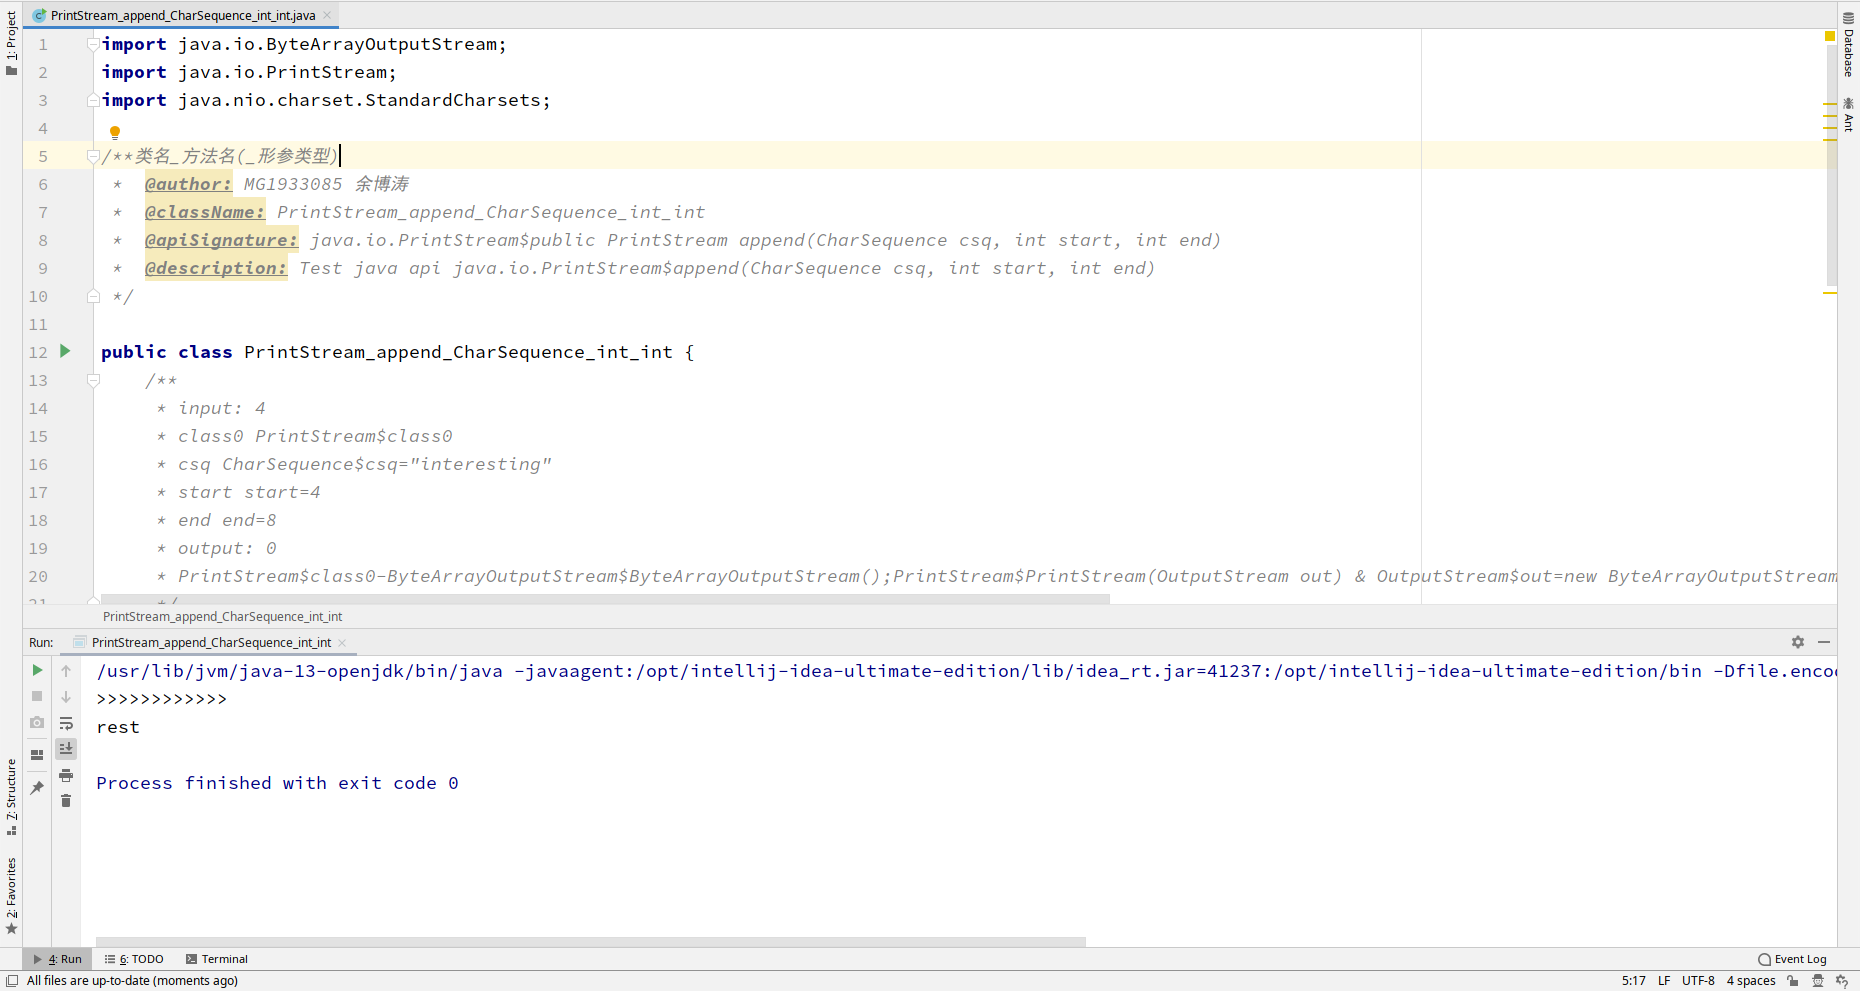 PrintStream_append_CharSequence_int_int.java
1: Project
Database
Ant
1 import java.io.ByteArrayOutputStream;
2 import java.io.PrintStream;
3 import java.nio.charset.StandardCharsets;
4
5 /**类名_方法名(_形参类型)
6 * @author: MG1933085 余博涛
7 * @className: PrintStream_append_CharSequence_int_int
8 * @apiSignature: java.io.PrintStream$public PrintStream append(CharSequence csq, int start, int end)
9 * @description: Test java api java.io.PrintStream$append(CharSequence csq, int start, int end)
10 */
11
12 public class PrintStream_append_CharSequence_int_int {
13 /**
14 * input: 4
15 * class0 PrintStream$class0
16 * csq CharSequence$csq="interesting"
17 * start start=4
18 * end end=8
19 * output: 0
20 * PrintStream$class0-ByteArrayOutputStream$ByteArrayOutputStream();PrintStream$PrintStream(OutputStream out) & OutputStream$out=new ByteArrayOutputStream
21 */
PrintStream_append_CharSequence_int_int
Run: PrintStream_append_CharSequence_int_int
/usr/lib/jvm/java-13-openjdk/bin/java -javaagent:/opt/intellij-idea-ultimate-edition/lib/idea_rt.jar=41237:/opt/intellij-idea-ultimate-edition/bin -Dfile.enco
>>>>>>>>>>>>
rest
Process finished with exit code 0
7: Structure
2: Favorites
4: Run 6: TODO Terminal Event Log
All files are up-to-date (moments ago) 5:17 LF UTF-8 4 spaces